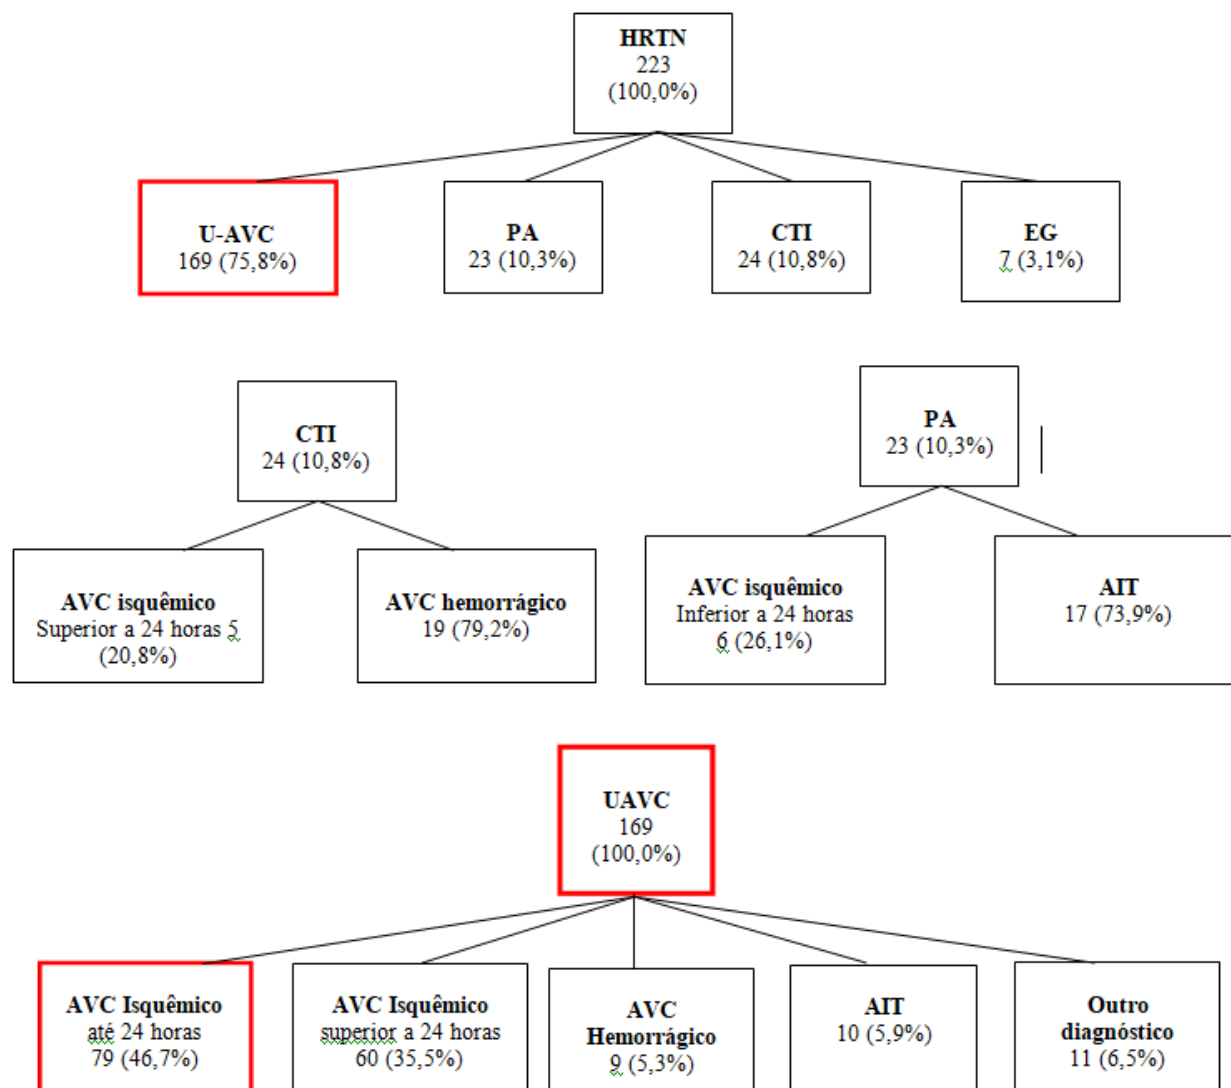 HRTN
223
(100,0%)
U-AVC
169 (75,8%)
PA
23 (10,3%)
CTI
24 (10,8%)
EG
7 (3,1%)
CTI
24 (10,8%)
PA
23 (10,3%)
AVC isquêmico
Superior a 24 horas 5
(20,8%)
AVC hemorrágico
19 (79,2%)
AVC isquêmico
Inferior a 24 horas
6 (26,1%)
AIT
17 (73,9%)
UAVC
169
(100,0%)
AVC Isquêmico
até 24 horas
79 (46,7%)
AVC Isquêmico
superior a 24 horas
60 (35,5%)
AVC
Hemorrágico
9 (5,3%)
AIT
10 (5,9%)
Outro
diagnóstico
11 (6,5%)